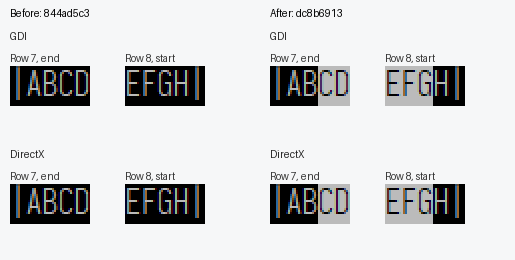 Before: 844ad5c3 After: dc8b6913
GDI GDI
Row 7, end Row 8, start Row 7, end Row 8, start
|ABCD EFGH| |ABCD EFGH|
DirectX DirectX
Row 7, end Row 8, start Row 7, end Row 8, start
|ABCD EFGH| |ABCD EFGH|